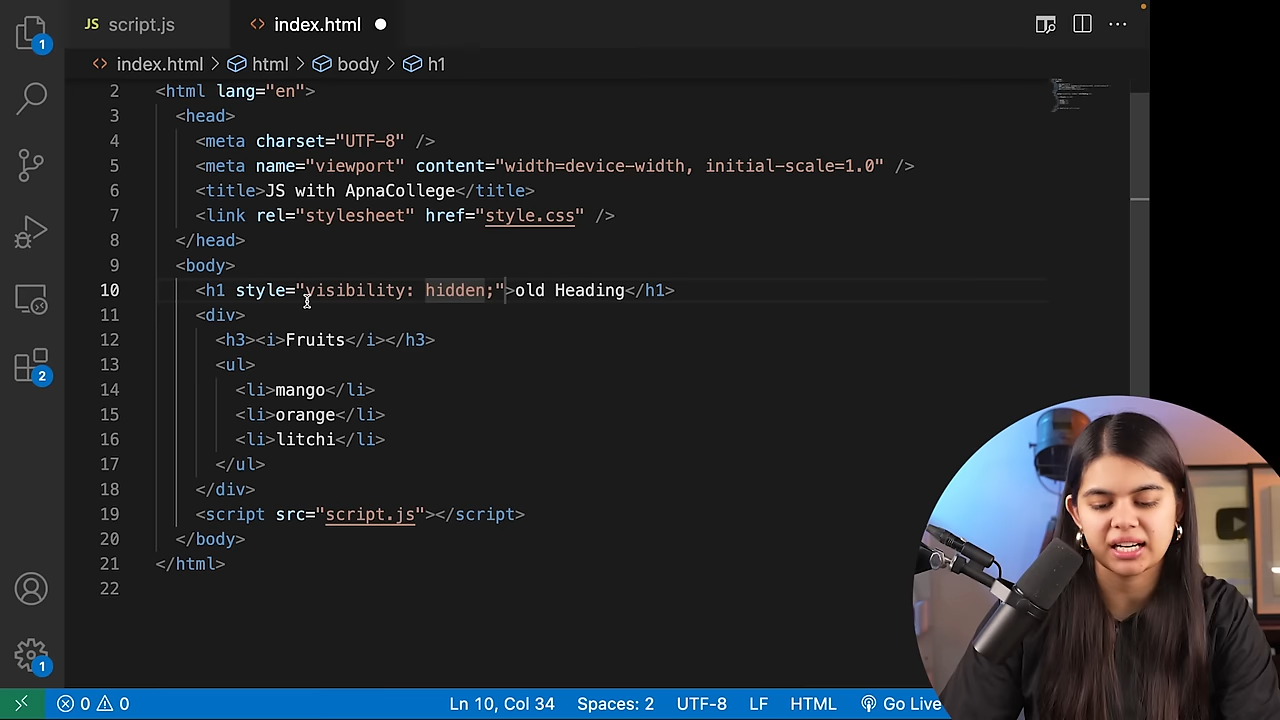 JS script.js
<> index.html
<> index.html > html > body > h1
2 <html lang="en">
3 <head>
4 <meta charset="UTF-8" />
5 <meta name="viewport" content="width=device-width, initial-scale=1.0" />
6 <title>JS with ApnaCollege</title>
7 <link rel="stylesheet" href="style.css" />
8 </head>
9 <body>
10 <h1 style="visibility: hidden;">old Heading</h1>
11 <div>
12 <h3><i>Fruits</i></h3>
13 <ul>
14 <li>mango</li>
15 <li>orange</li>
16 <li>litchi</li>
17 </ul>
18 </div>
19 <script src="script.js"></script>
20 </body>
21 </html>
22
1
2
1
0 0 Ln 10, Col 34 Spaces: 2 UTF-8 LF HTML Go Live